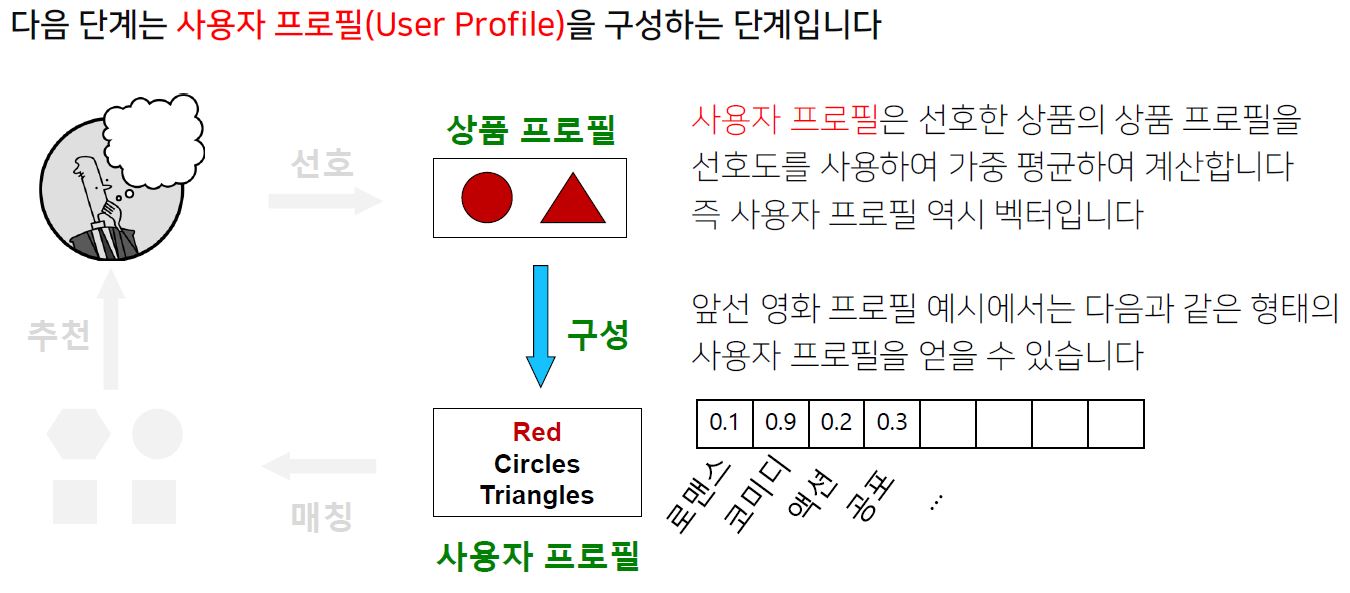 다음 단계는 사용자 프로필(User Profile)을 구성하는 단계입니다
선호
상품 프로필
구성
추천
Red
Circles
Triangles
매칭
사용자 프로필
사용자 프로필은 선호한 상품의 상품 프로필을
선호도를 사용하여 가중 평균하여 계산합니다
즉 사용자 프로필 역시 벡터입니다
앞선 영화 프로필 예시에서는 다음과 같은 형태의
사용자 프로필을 얻을 수 있습니다
0.1 0.9 0.2 0.3
로맨스 코미디 액션 공포 ...